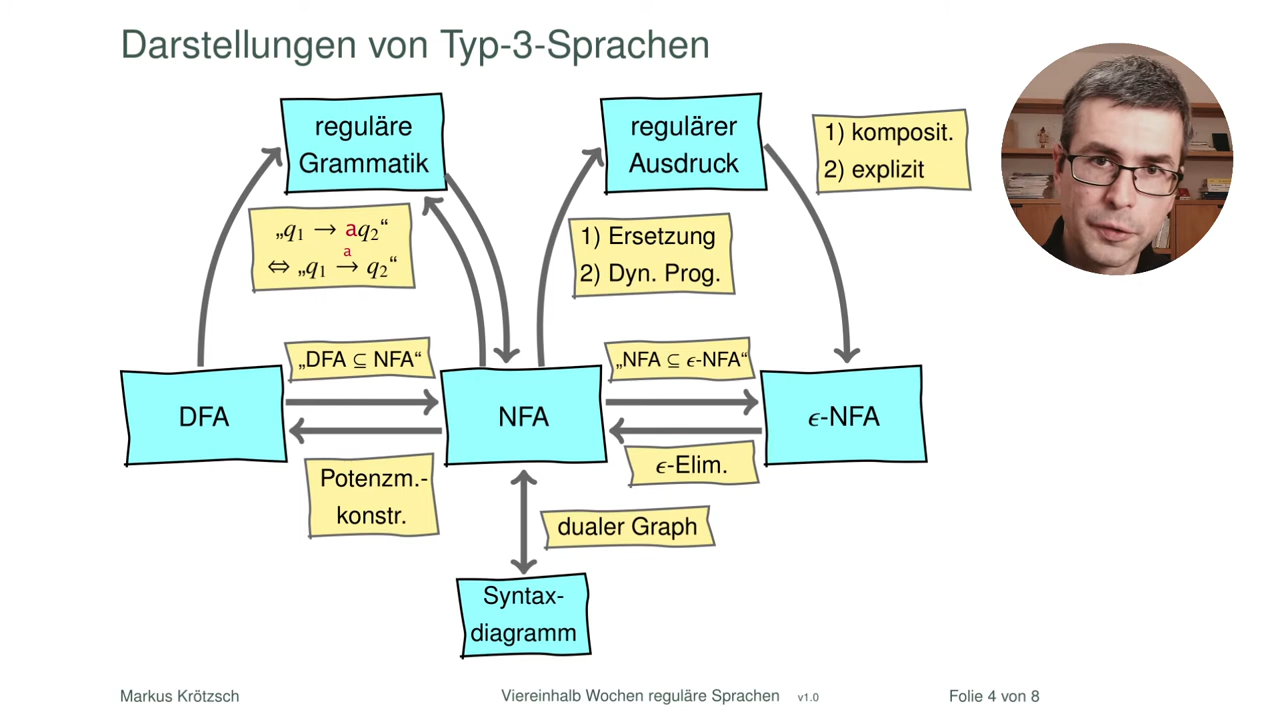 Darstellungen von Typ-3-Sprachen
reguläre
Grammatik
regulärer
Ausdruck
1) komposit.
2) explizit
„q₁ → aq₂“
⇔ „q₁ →ᵃ q₂“
1) Ersetzung
2) Dyn. Prog.
„DFA ⊆ NFA“
„NFA ⊆ ϵ-NFA“
DFA
NFA
ϵ-NFA
Potenzm.-
konstr.
ϵ-Elim.
dualer Graph
Syntax-
diagramm
Markus Krötzsch
Viereinhalb Wochen reguläre Sprachen v1.0
Folie 4 von 8